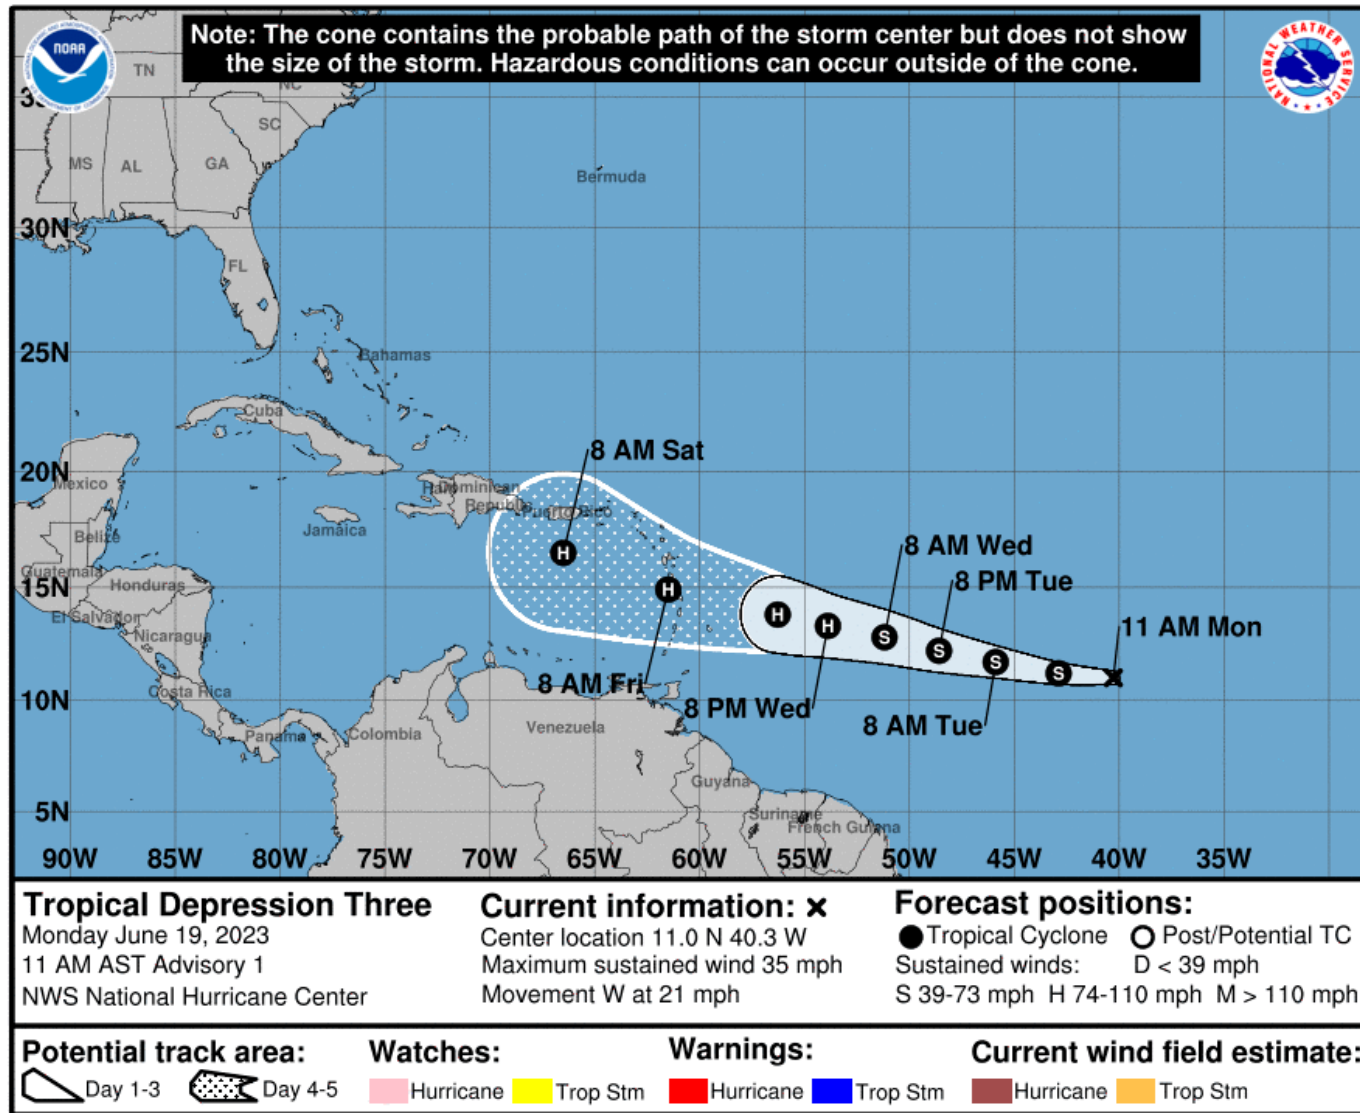 Note: The cone contains the probable path of the storm center but does not show
the size of the storm. Hazardous conditions can occur outside of the cone.
NOAA
NATIONAL WEATHER SERVICE
TN
NC
SC
MS
AL
GA
Bermuda
30N
FL
25N
Bahamas
Cuba
8 AM Sat
20N
Mexico
Dominican
Republic
Puerto Rico
Jamaica
Belize
8 AM Wed
Guatemala
15N
Honduras
8 PM Tue
H
H
H
H
S
S
S
S
El Salvador
Nicaragua
11 AM Mon
8 AM Fri
Costa Rica
10N
8 PM Wed
8 AM Tue
Panama
Colombia
Venezuela
Guyana
5N
Suriname
French Guiana
90W 85W 80W 75W 70W 65W 60W 55W 50W 45W 40W 35W
Tropical Depression Three
Monday June 19, 2023
11 AM AST Advisory 1
NWS National Hurricane Center
Current information: x
Center location 11.0 N 40.3 W
Maximum sustained wind 35 mph
Movement W at 21 mph
Forecast positions:
Tropical Cyclone Post/Potential TC
Sustained winds: D < 39 mph
S 39-73 mph H 74-110 mph M > 110 mph
Potential track area:
Day 1-3 Day 4-5
Watches:
Hurricane Trop Stm
Warnings:
Hurricane Trop Stm
Current wind field estimate:
Hurricane Trop Stm